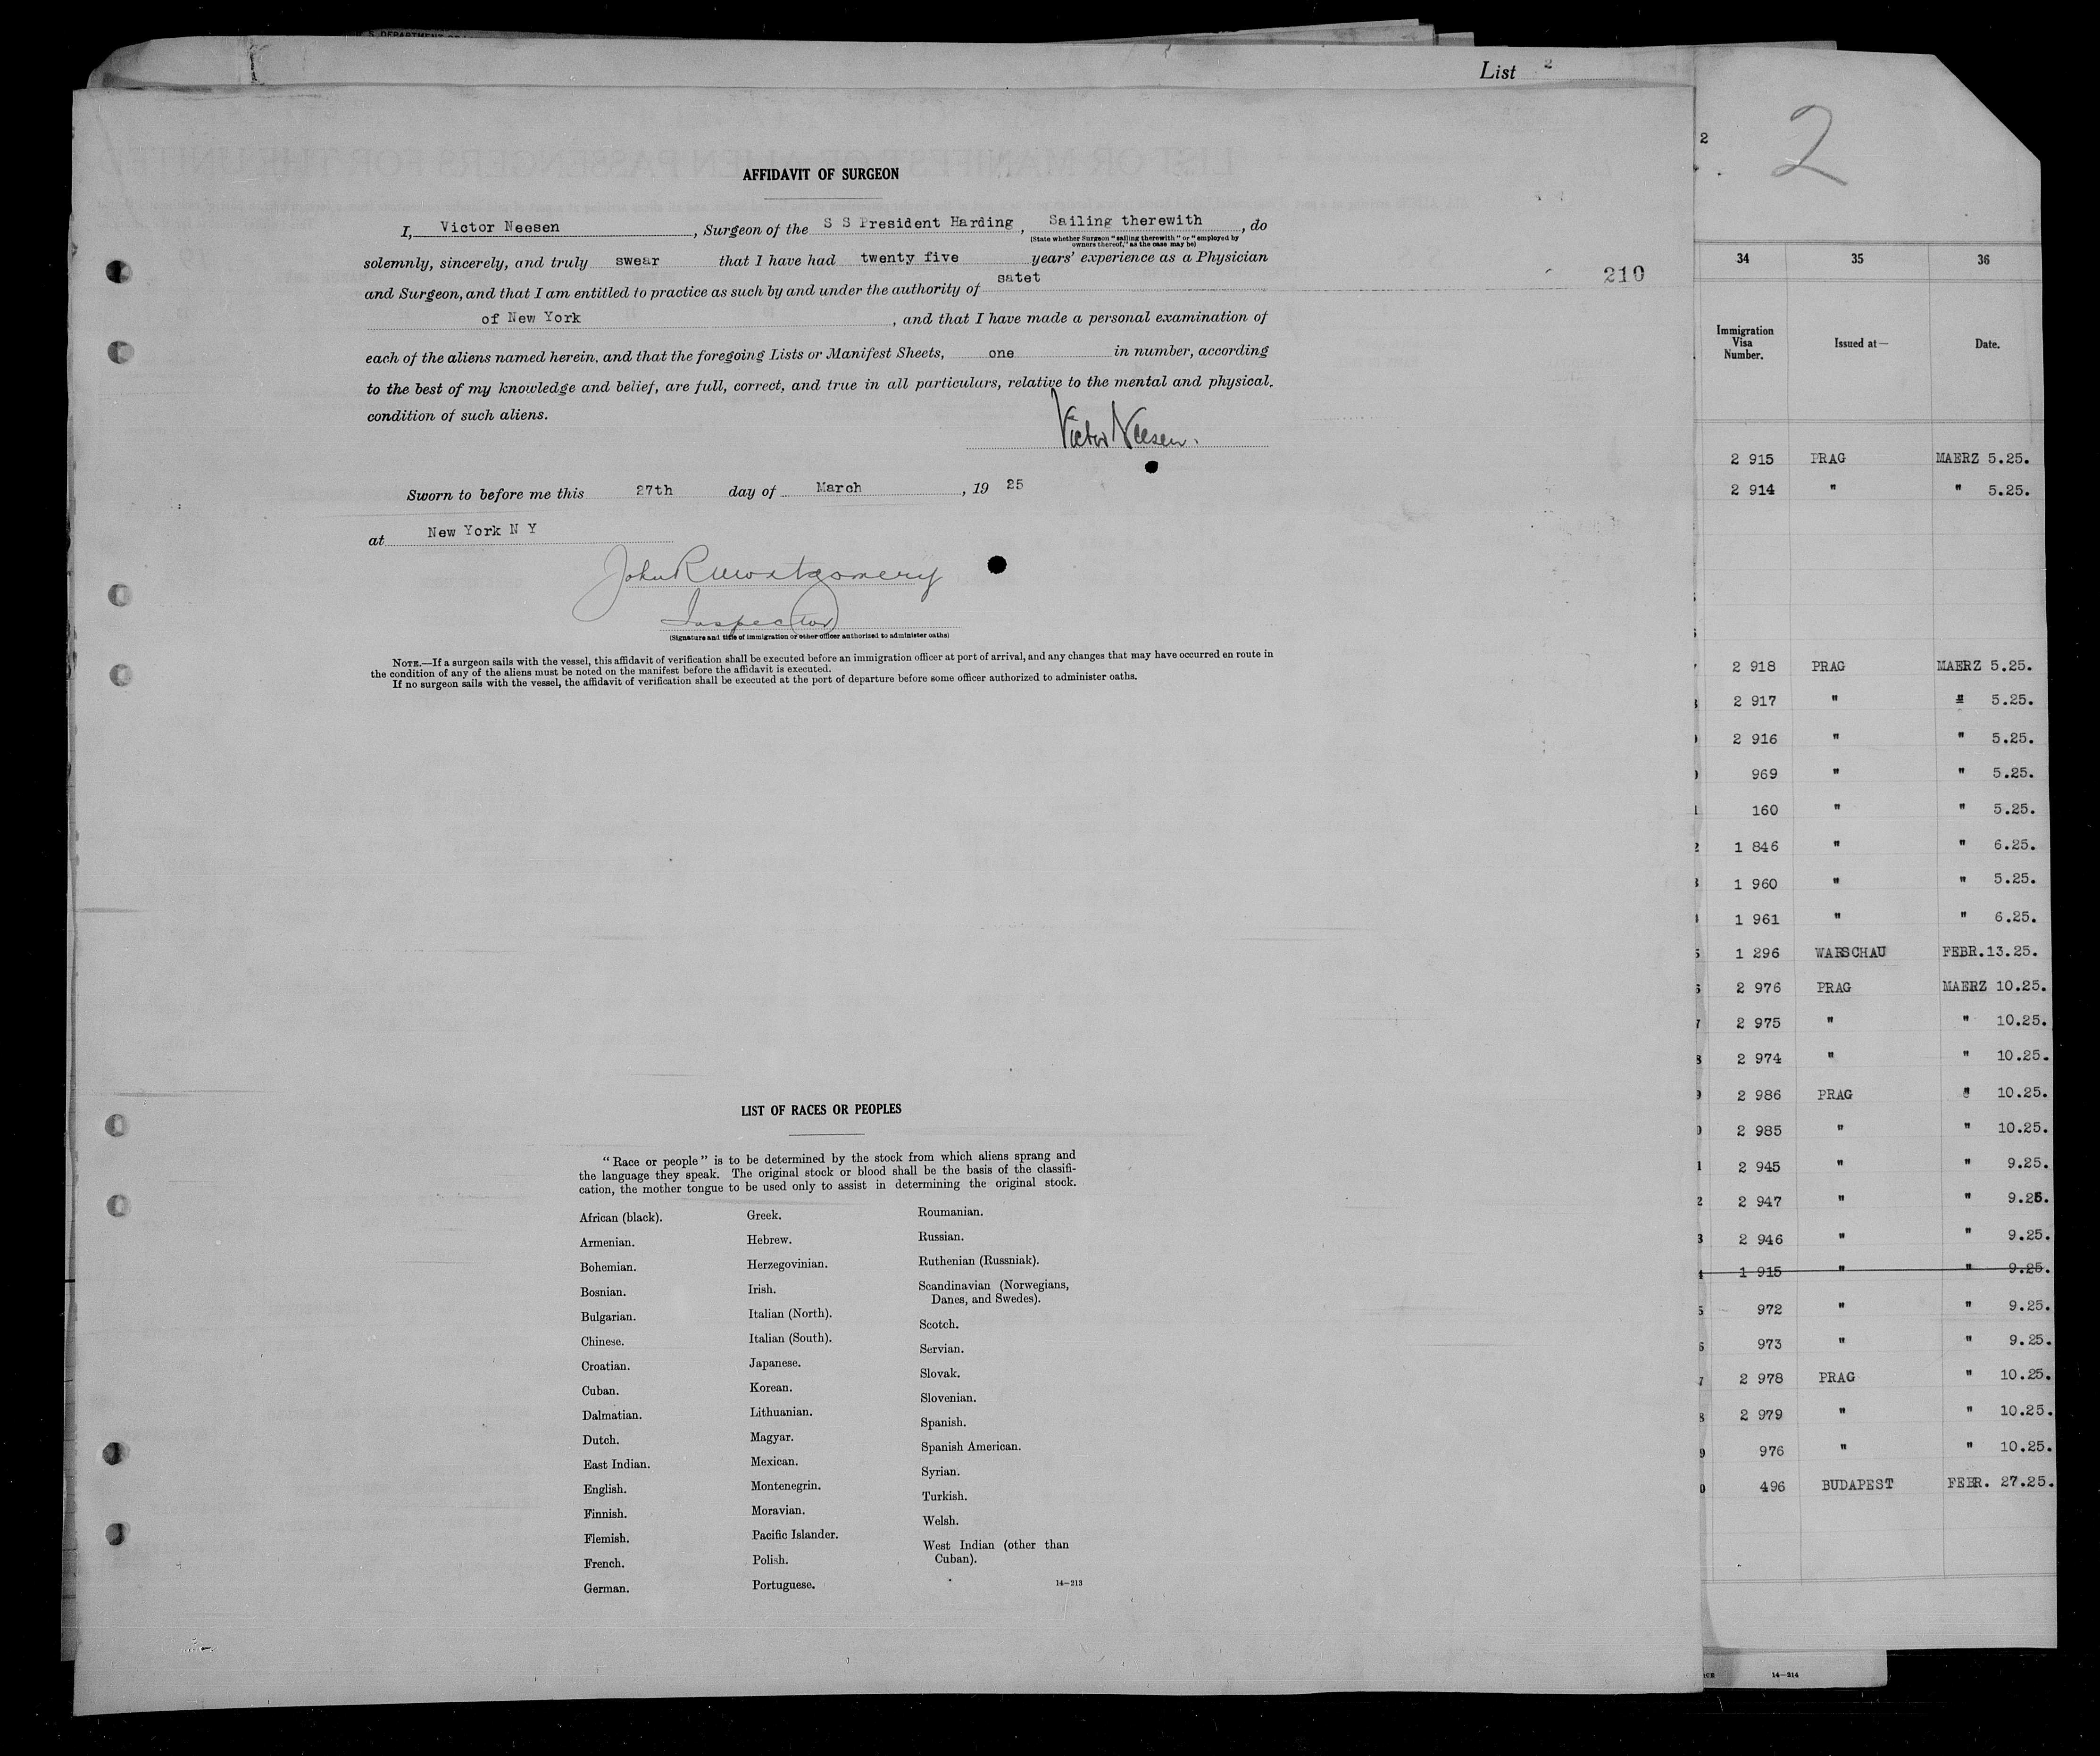 S. DEPARTMENT
List 2
AFFIDAVIT OF SURGEON
I, Victor Neesen, Surgeon of the S S President Harding, Sailing therewith, do
(State whether Surgeon "sailing therewith" or "employed by
owners thereof," as the case may be)
solemnly, sincerely, and truly swear that I have had twenty five years' experience as a Physician
and Surgeon, and that I am entitled to practice as such by and under the authority of satet
210
of New York, and that I have made a personal examination of
each of the aliens named herein, and that the foregoing Lists or Manifest Sheets, one in number, according
to the best of my knowledge and belief, are full, correct, and true in all particulars, relative to the mental and physical
condition of such aliens.
Victor Neesen.
Sworn to before me this 27th day of March, 19 25
at New York N Y
John R Montgomery
Inspector
(Signature and title of immigration or other officer authorized to administer oaths)
NOTE.—If a surgeon sails with the vessel, this affidavit of verification shall be executed before an immigration officer at port of arrival, and any changes that may have occurred en route in
the condition of any of the aliens must be noted on the manifest before the affidavit is executed.
If no surgeon sails with the vessel, the affidavit of verification shall be executed at the port of departure before some officer authorized to administer oaths.
LIST OF RACES OR PEOPLES
"Race or people" is to be determined by the stock from which aliens sprang and
the language they speak. The original stock or blood shall be the basis of the classifi-
cation, the mother tongue to be used only to assist in determining the original stock.
African (black).
Armenian.
Bohemian.
Bosnian.
Bulgarian.
Chinese.
Croatian.
Cuban.
Dalmatian.
Dutch.
East Indian.
English.
Finnish.
Flemish.
French.
German.
Greek.
Hebrew.
Herzegovinian.
Irish.
Italian (North).
Italian (South).
Japanese.
Korean.
Lithuanian.
Magyar.
Mexican.
Montenegrin.
Moravian.
Pacific Islander.
Polish.
Portuguese.
Roumanian.
Russian.
Ruthenian (Russniak).
Scandinavian (Norwegians,
Danes, and Swedes).
Scotch.
Servian.
Slovak.
Slovenian.
Spanish.
Spanish American.
Syrian.
Turkish.
Welsh.
West Indian (other than
Cuban).
14—213
2
2
34 35 36
Immigration Visa Number. Issued at— Date.
2 915 PRAG MAERZ 5.25.
2 914 " " 5.25.
2 918 PRAG MAERZ 5.25.
2 917 " " 5.25.
2 916 " " 5.25.
969 " " 5.25.
160 " " 5.25.
1 846 " " 6.25.
1 960 " " 5.25.
1 961 " " 6.25.
1 296 WARSCHAU FEBR.13.25.
2 976 PRAG MAERZ 10.25.
2 975 " " 10.25.
2 974 " " 10.25.
2 986 PRAG " 10.25.
2 985 " " 10.25.
2 945 " " 9.25.
2 947 " " 9.25.
2 946 " " 9.25.
1 915 " " 9.25.
972 " " 9.25.
973 " " 9.25.
2 978 PRAG " 10.25.
2 979 " " 10.25.
976 " " 10.25.
496 BUDAPEST FEBR. 27.25.
14—214